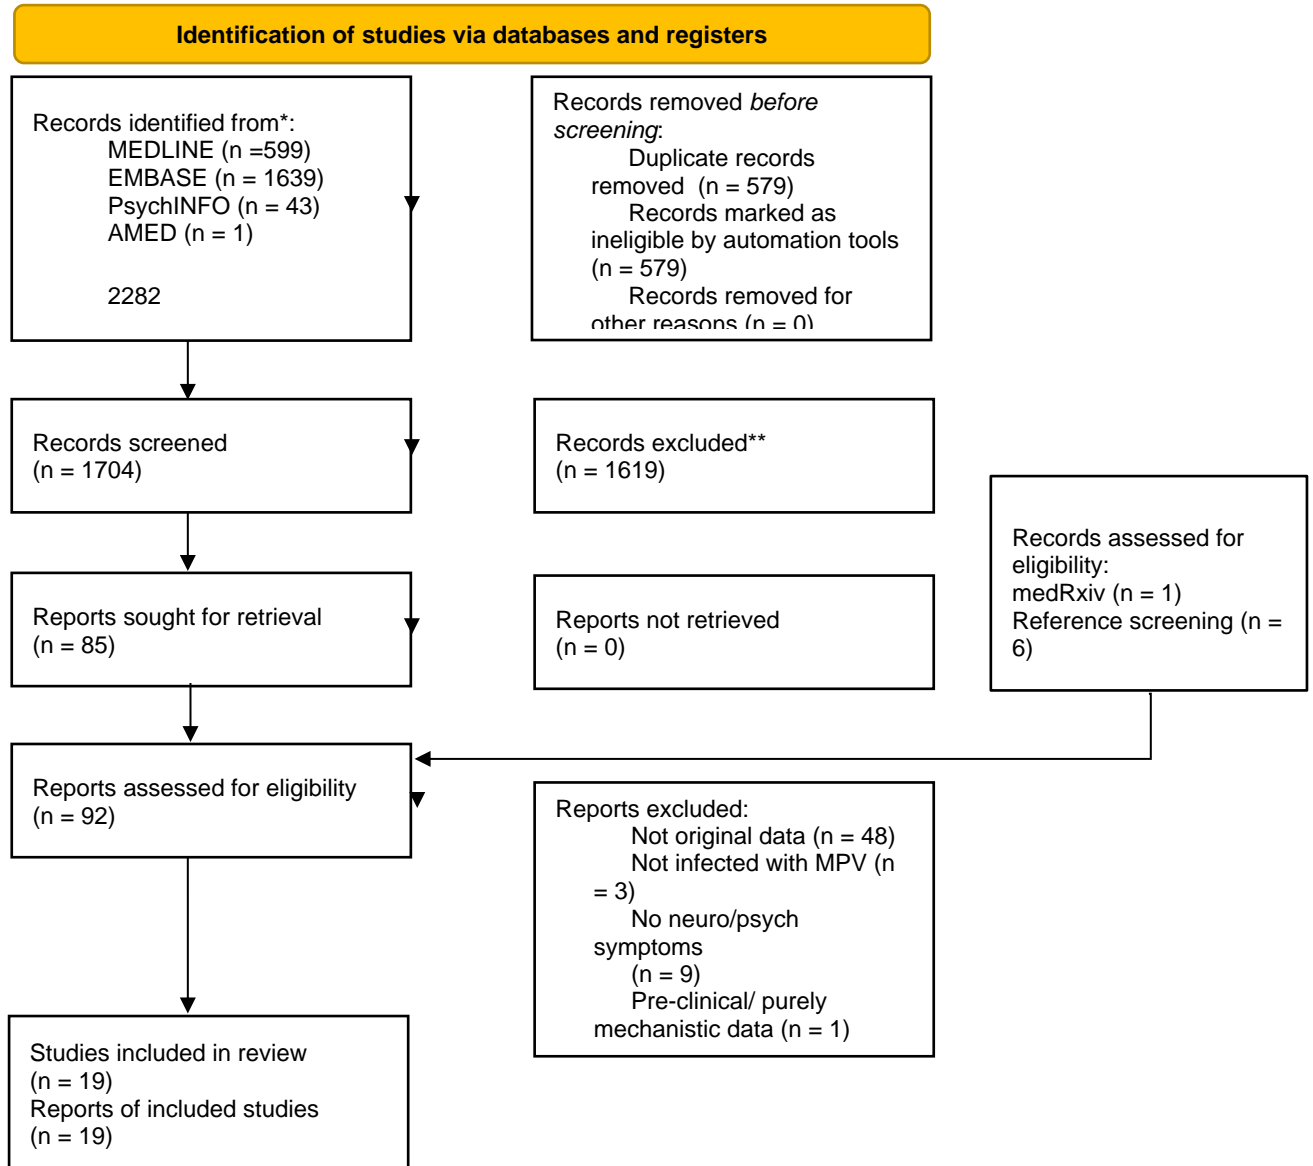 Identification of studies via databases and registers
Records identified from*:
MEDLINE (n =599)
EMBASE (n = 1639)
PsychINFO (n = 43)
AMED (n = 1)
2282
Records removed before
screening:
Duplicate records
removed  (n = 579)
Records marked as
ineligible by automation tools
(n = 579)
Records removed for
other reasons (n = 0)
Records screened
(n = 1704)
Records excluded**
(n = 1619)
Records assessed for
eligibility:
medRxiv (n = 1)
Reference screening (n =
6)
Reports sought for retrieval
(n = 85)
Reports not retrieved
(n = 0)
Reports assessed for eligibility
(n = 92)
Reports excluded:
Not original data (n = 48)
Not infected with MPV (n
= 3)
No neuro/psych
symptoms
(n = 9)
Pre-clinical/ purely
mechanistic data (n = 1)
Studies included in review
(n = 19)
Reports of included studies
(n = 19)